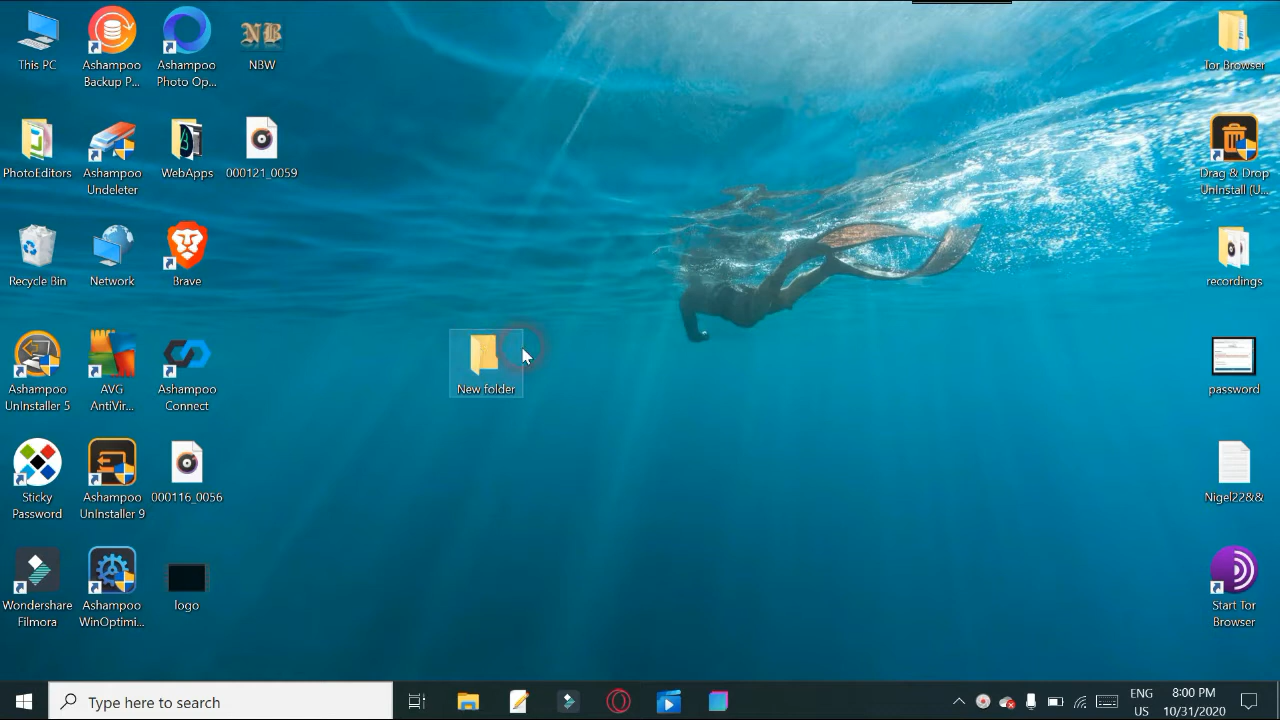 This PC
Ashampoo
Backup P...
Ashampoo
Photo Op...
NB
NBW
PhotoEditors
Ashampoo
Undeleter
WebApps
000121_0059
Recycle Bin
Network
Brave
Ashampoo
UnInstaller 5
AVG
AntiVir...
Ashampoo
Connect
Sticky
Password
Ashampoo
UnInstaller 9
000116_0056
Wondershare
Filmora
Ashampoo
WinOptimi...
logo
New folder
Tor Browser
Drag & Drop
UnInstall (U...
recordings
password
Nigel22&&
Start Tor
Browser
Type here to search
ENG
US
8:00 PM
10/31/2020